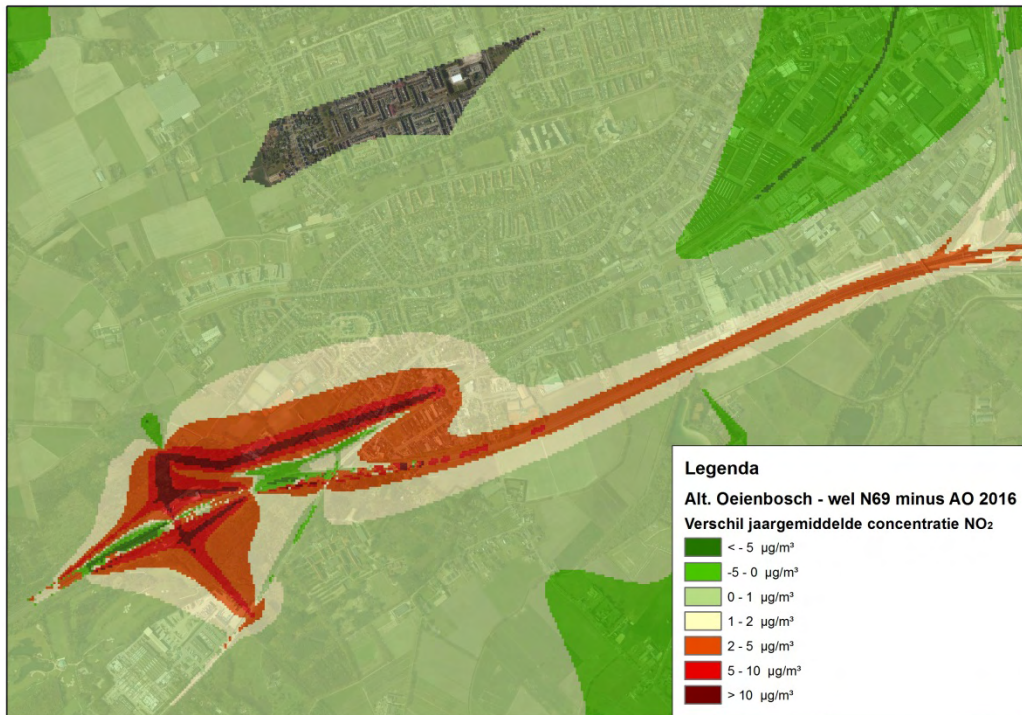 Legenda
Alt. Oeienbosch - wel N69 minus AO 2016
Verschil jaargemiddelde concentratie NO₂
< - 5 µg/m³
-5 - 0 µg/m³
0 - 1 µg/m³
1 - 2 µg/m³
2 - 5 µg/m³
5 - 10 µg/m³
> 10 µg/m³